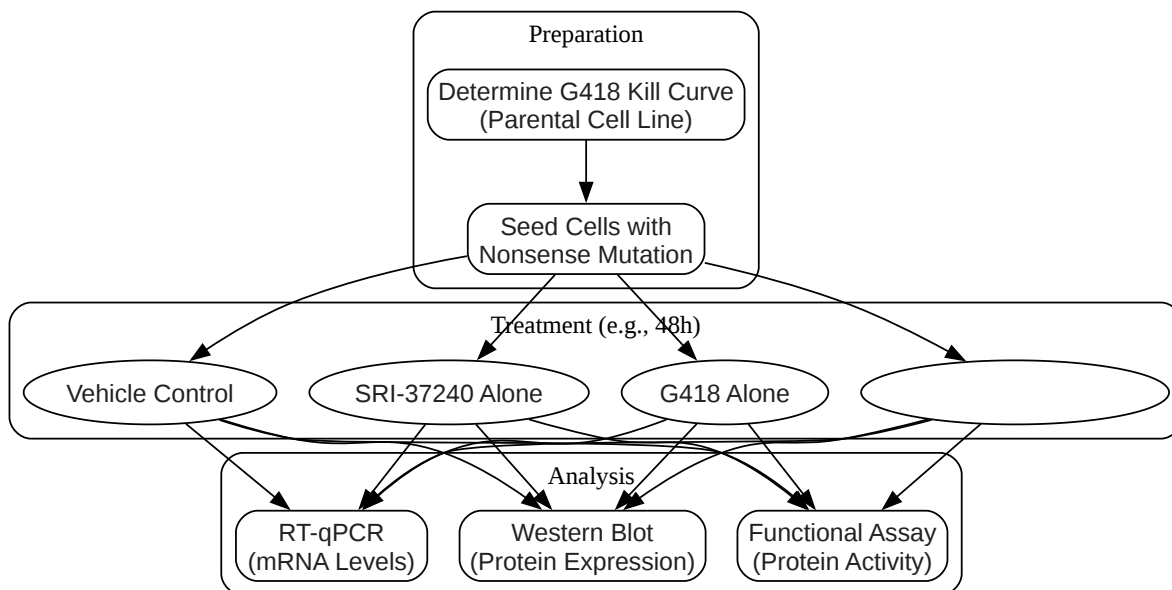 Preparation
Determine G418 Kill Curve
(Parental Cell Line)
Seed Cells with
Nonsense Mutation
Treatment (e.g., 48h)
Vehicle Control
SRI-37240 Alone
G418 Alone
Analysis
RT-qPCR
(mRNA Levels)
Western Blot
(Protein Expression)
Functional Assay
(Protein Activity)